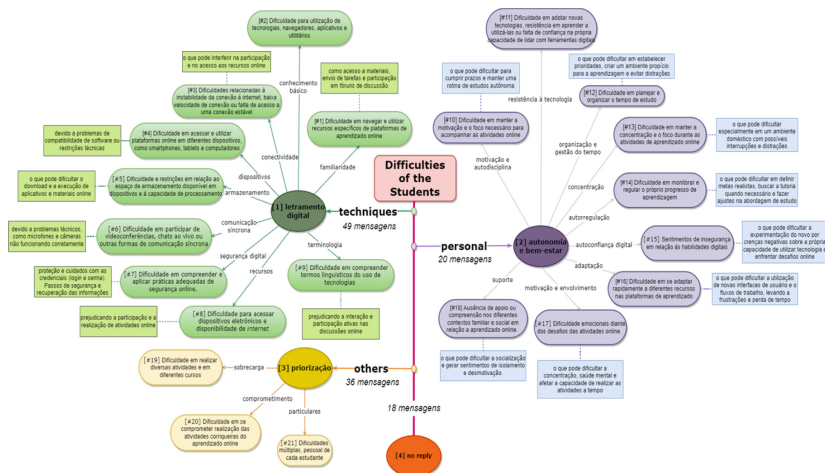 [#2] Dificuldade para utilização de
tecnologias, navegadores, aplicativos e
utilitários
[#11] Dificuldade em adotar novas
tecnologias, resistência em aprender a
utilizá-las ou falta de confiança na própria
capacidade de lidar com ferramentas digitais
o que pode interferir na participação
e no acesso aos recursos online
conhecimento
básico
como acesso a materiais,
envio de tarefas e participação
em fóruns de discussão
[#3] Dificuldades relacionadas à
instabilidade da conexão à internet, baixa
velocidade de conexão ou falta de acesso a
uma conexão estável
[#1] Dificuldade em navegar e utilizar
recursos específicos de plataformas de
aprendizado online
devido a problemas de
compatibilidade de software ou
restrições técnicas
[#4] Dificuldade em acessar e utilizar
plataformas online em diferentes dispositivos,
como smartphones, tablets e computadores
conectividade
familiaridade
dispositivos
o que pode dificultar o
download e a execução de
aplicativos e materiais online
[#5] Dificuldade e restrições em relação ao
espaço de armazenamento disponível em
dispositivos e à capacidade de processamento
armazenamento
[1] letramento
digital
devido a problemas técnicos,
como microfones e câmeras
não funcionando corretamente
[#6] Dificuldade em participar de
videoconferências, chats ao vivo ou
outras formas de comunicação síncrona
comunicação
síncrona
segurança digital
proteção e cuidados com as
credenciais (login e senha).
Passos de segurança e
recuperação das informações
[#7] Dificuldade em compreender e
aplicar práticas adequadas de
segurança online.
recursos
terminologia
[#9] Dificuldade em compreender
termos linguísticos do uso de
tecnologias
prejudicando a participação e a
realização de atividades online
[#8] Dificuldade para acessar
dispositivos eletrônicos e
disponibilidade de internet
prejudicando a interação e
participação ativas nas
discussões online
Difficulties
of the
Students
techniques
49 mensagens
personal
20 mensagens
others
36 mensagens
18 mensagens
[4] no reply
[3] priorização
sobrecarga
[#19] Dificuldade em realizar
diversas atividades e em
diferentes cursos
comprometimento
[#20] Dificuldade em se
comprometer realização das
atividades corriqueiras do
aprendizado online
particulares
[#21] Dificuldades
múltiplas, pessoal de
cada estudante
[2] autonomia
e bem-estar
resistência à tecnologia
o que pode dificultar para
cumprir prazos e manter uma
rotina de estudos autônoma
[#10] Dificuldade em manter a
motivação e o foco necessário para
acompanhar as atividades online
motivação e
autodisciplina
o que pode dificultar em estabelecer
prioridades, criar um ambiente propício
para a aprendizagem e evitar distrações
[#12] Dificuldade em planejar e
organizar o tempo de estudo
organização e
gestão do tempo
[#13] Dificuldade em manter a
concentração e o foco durante as
atividades de aprendizado online
o que pode dificultar
especialmente em um ambiente
doméstico com possíveis
interrupções e distrações
concentração
[#14] Dificuldade em monitorar e
regular o próprio progresso de
aprendizagem
o que pode dificultar em definir
metas realistas, buscar a tutoria
quando necessário e fazer
ajustes na abordagem de estudo
autorregulação
autoconfiança digital
[#15] Sentimentos de insegurança
em relação às habilidades digitais
o que pode dificultar a
experimentação do novo por
crenças negativas sobre a própria
capacidade de utilizar tecnologia e
enfrentar desafios online
adaptação
[#16] Dificuldade em se adaptar
rapidamente a diferentes recursos
nas plataformas de aprendizado
o que pode dificultar a utilização
de novas interfaces de usuário e o
fluxos de trabalho, levando a
frustrações e perda de tempo
suporte
motivação e envolvimento
[#18] Ausência de apoio ou
compreensão nos diferentes
contextos familiar e social em
relação a aprendizado online
[#17] Dificuldade emocionais diante
dos desafios das atividades online
o que pode dificultar a socialização
e gerar sentimentos de isolamento e
desmotivação.
o que pode dificultar a
concentração, saúde mental e
afetar a capacidade de realizar as
atividades a tempo